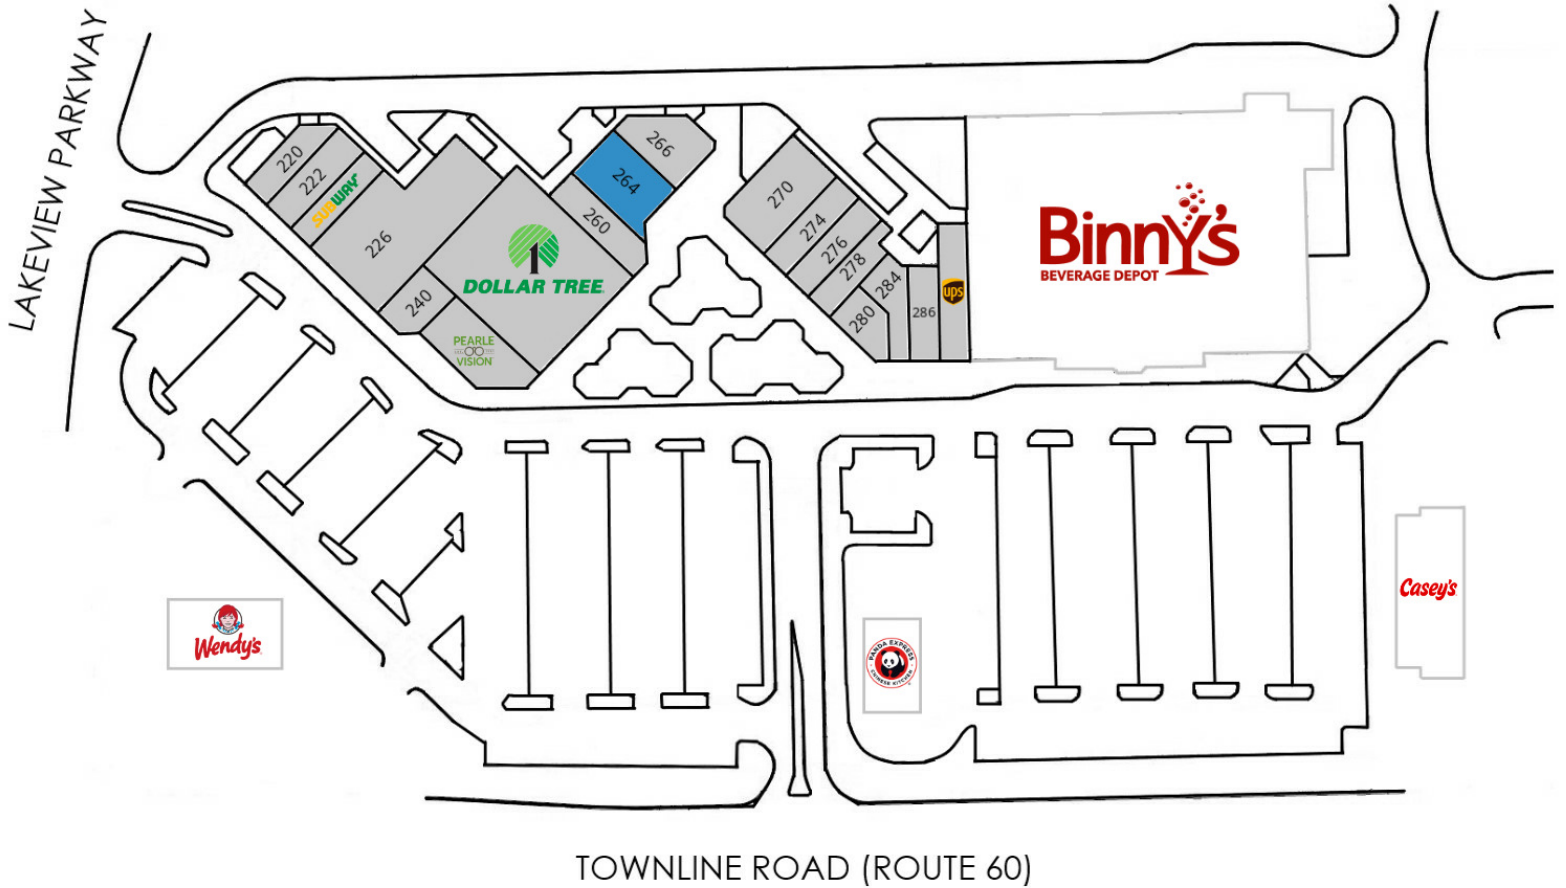 LAKEVIEW PARKWAY
220
222
SUBWAY
226
240
PEARLE
VISION
DOLLAR TREE
260
264
266
270
274
276
278
280
284
286
ups
Binny's
BEVERAGE DEPOT
Wendy's
PANDA EXPRESS
CHINESE KITCHEN
Casey's
TOWNLINE ROAD (ROUTE 60)